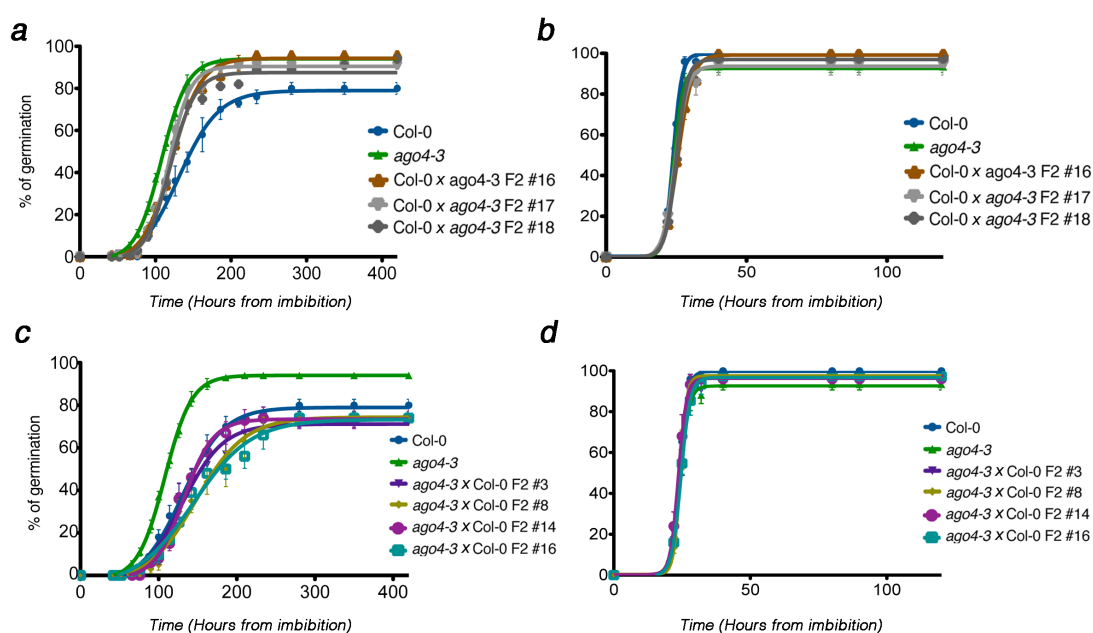 a
100
80
60
40
20
0
0
100
200
300
400
% of germination
Time (Hours from imbibition)
Col-0
ago4-3
Col-0 x ago4-3 F2 #16
Col-0 x ago4-3 F2 #17
Col-0 x ago4-3 F2 #18
b
100
80
60
40
20
0
0
50
100
Time (Hours from imbibition)
Col-0
ago4-3
Col-0 x ago4-3 F2 #16
Col-0 x ago4-3 F2 #17
Col-0 x ago4-3 F2 #18
c
100
80
60
40
20
0
0
100
200
300
400
% of germination
Time (Hours from imbibition)
Col-0
ago4-3
ago4-3 x Col-0 F2 #3
ago4-3 x Col-0 F2 #8
ago4-3 x Col-0 F2 #14
ago4-3 x Col-0 F2 #16
d
100
80
60
40
20
0
0
50
100
Time (Hours from imbibition)
Col-0
ago4-3
ago4-3 x Col-0 F2 #3
ago4-3 x Col-0 F2 #8
ago4-3 x Col-0 F2 #14
ago4-3 x Col-0 F2 #16